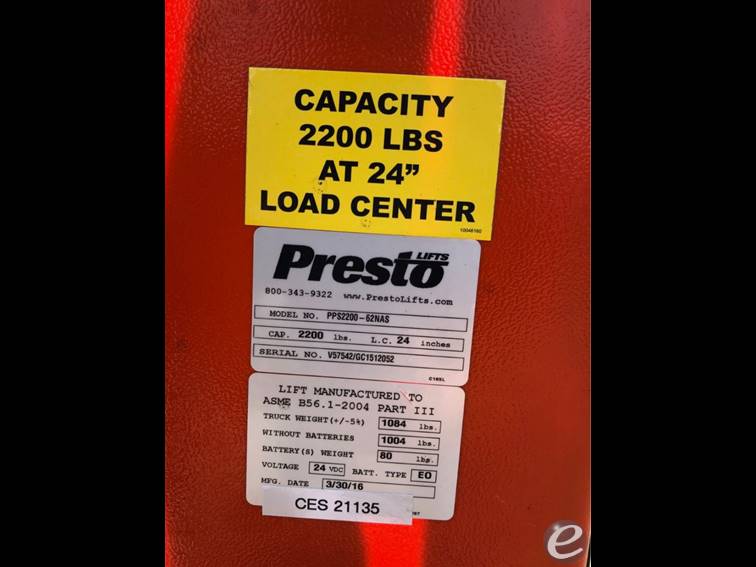 CAPACITY
2200 LBS
AT 24”
LOAD CENTER
10046160
Presto LIFTS
800-343-9322 www.PrestoLifts.com
MODEL NO. PPS2200-62NAS
CAP. 2200 lbs. L.C. 24 inches
SERIAL NO. V57542/GC1512052
LIFT MANUFACTURED TO
ASME B56.1-2004 PART III
TRUCK WEIGHT(+/-5%) 1084 lbs.
WITHOUT BATTERIES 1004 lbs.
BATTERY(S) WEIGHT 80 lbs.
VOLTAGE 24 VDC BATT. TYPE EO
MFG. DATE 3/30/16
CES 21135
e